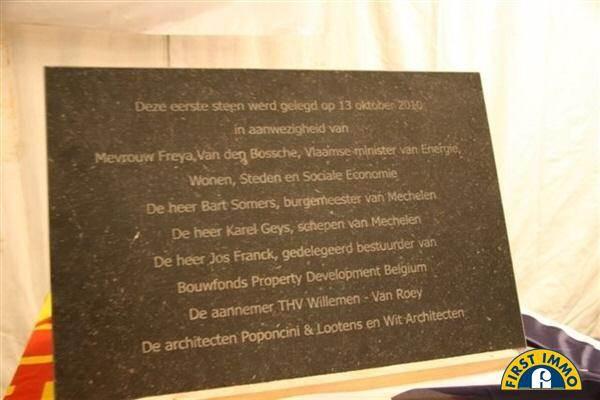 Deze eerste steen werd gelegd op 13 oktober 2010
in aanwezigheid van
Mevrouw Freya Van den Bossche, Vlaamse minister van Energie,
Wonen, Steden en Sociale Economie
De heer Bart Somers, burgemeester van Mechelen
De heer Karel Geys, schepen van Mechelen
De heer Jos Franck, gedelegeerd bestuurder van
Bouwfonds Property Development Belgium
De aannemer THV Willemen - Van Roey
De architecten Poponcini & Lootens en Wit Architecten
FIRST IMMO